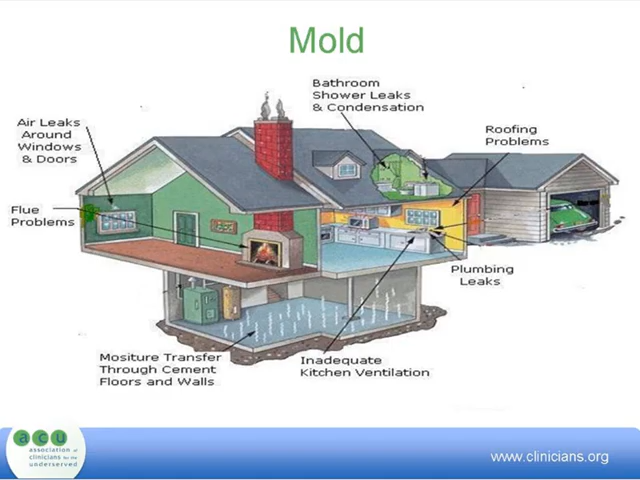 Mold
Bathroom
Shower Leaks
& Condensation
Air Leaks
Around
Windows
& Doors
Roofing
Problems
Flue
Problems
Plumbing
Leaks
Mositure Transfer
Through Cement
Floors and Walls
Inadequate
Kitchen Ventilation
acu
association of
clinicians for the
underserved
www.clinicians.org